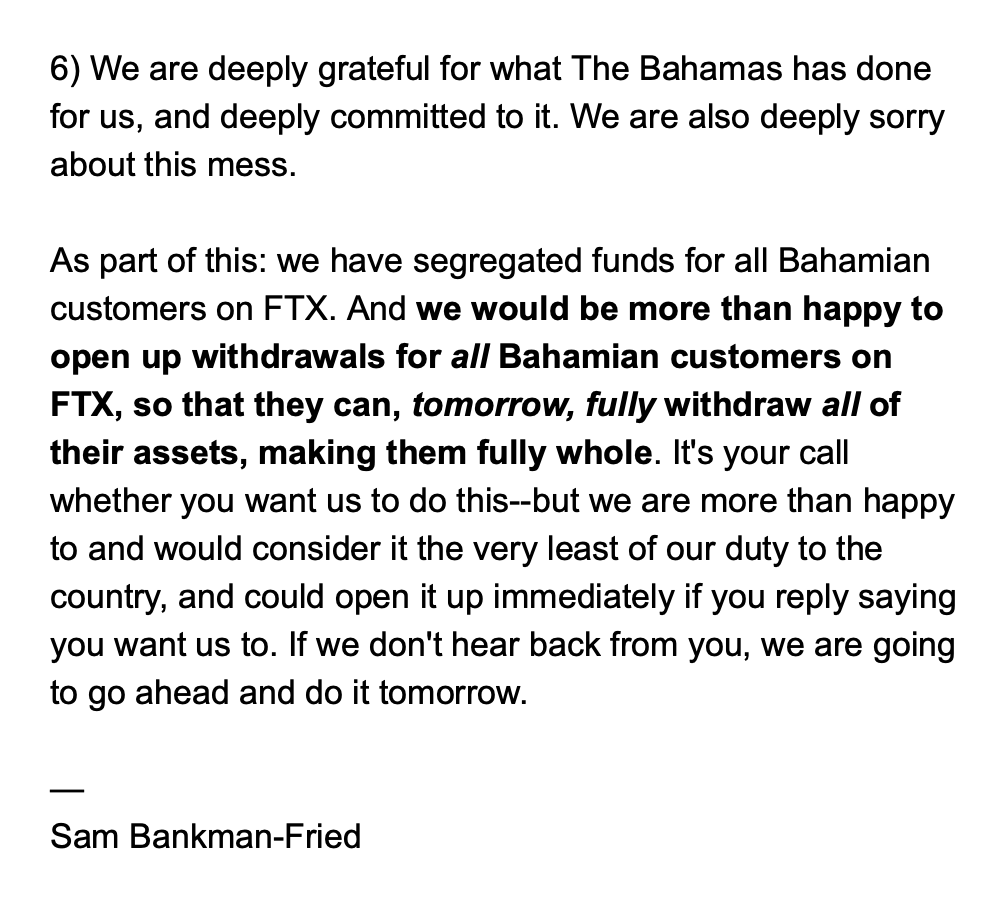 6) We are deeply grateful for what The Bahamas has done
for us, and deeply committed to it. We are also deeply sorry
about this mess.
As part of this: we have segregated funds for all Bahamian
customers on FTX. And we would be more than happy to
open up withdrawals for all Bahamian customers on
FTX, so that they can, tomorrow, fully withdraw all of
their assets, making them fully whole. It's your call
whether you want us to do this--but we are more than happy
to and would consider it the very least of our duty to the
country, and could open it up immediately if you reply saying
you want us to. If we don't hear back from you, we are going
to go ahead and do it tomorrow.
—
Sam Bankman-Fried